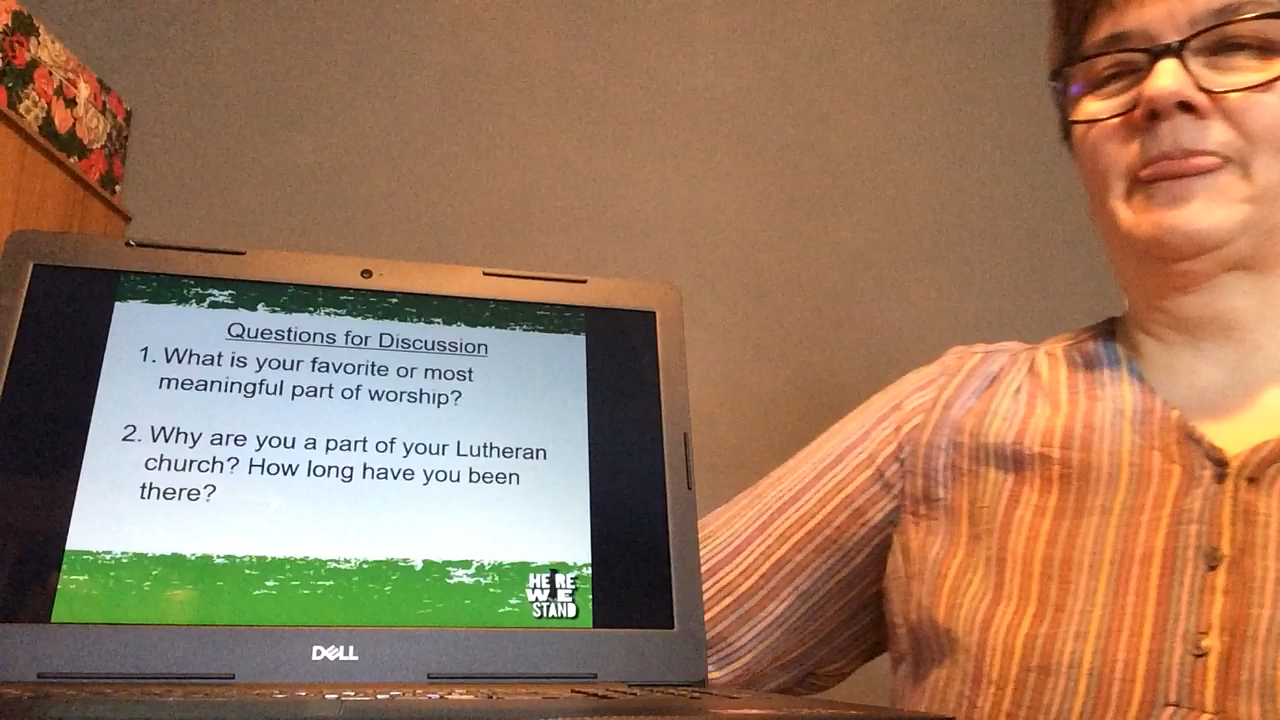 Questions for Discussion
1. What is your favorite or most
meaningful part of worship?
2. Why are you a part of your Lutheran
church? How long have you been
there?
HERE
WE
STAND
DELL